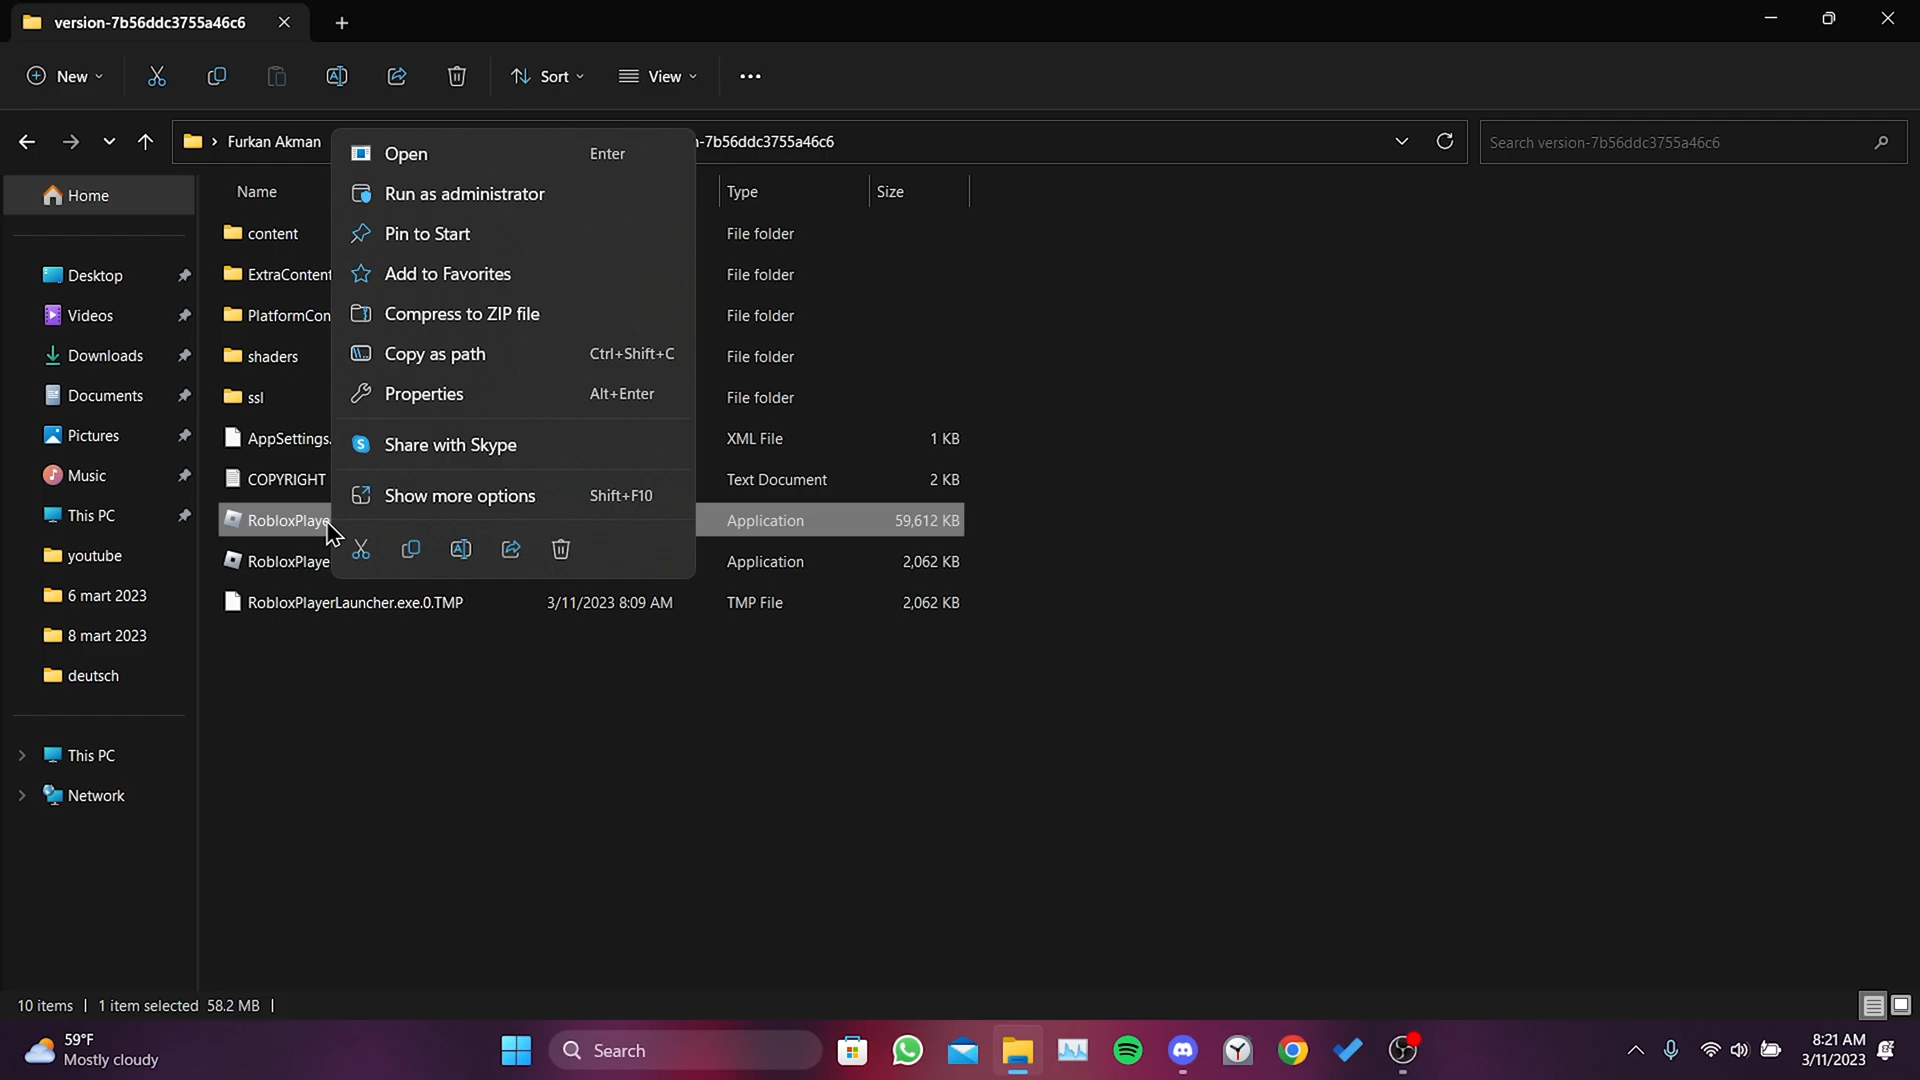 version-7b56ddc3755a46c6
New
Sort
View
Furkan Akman
-7b56ddc3755a46c6
Search version-7b56ddc3755a46c6
Home
Desktop
Videos
Downloads
Documents
Pictures
Music
This PC
youtube
6 mart 2023
8 mart 2023
deutsch
This PC
Network
Name Type Size
content File folder
ExtraContent File folder
PlatformCon File folder
shaders File folder
ssl File folder
AppSettings. XML File 1 KB
COPYRIGHT Text Document 2 KB
RobloxPlaye Application 59,612 KB
RobloxPlaye Application 2,062 KB
RobloxPlayerLauncher.exe.0.TMP 3/11/2023 8:09 AM TMP File 2,062 KB
Open Enter
Run as administrator
Pin to Start
Add to Favorites
Compress to ZIP file
Copy as path Ctrl+Shift+C
Properties Alt+Enter
Share with Skype
Show more options Shift+F10
10 items | 1 item selected 58.2 MB |
59°F
Mostly cloudy
Search
8:21 AM
3/11/2023